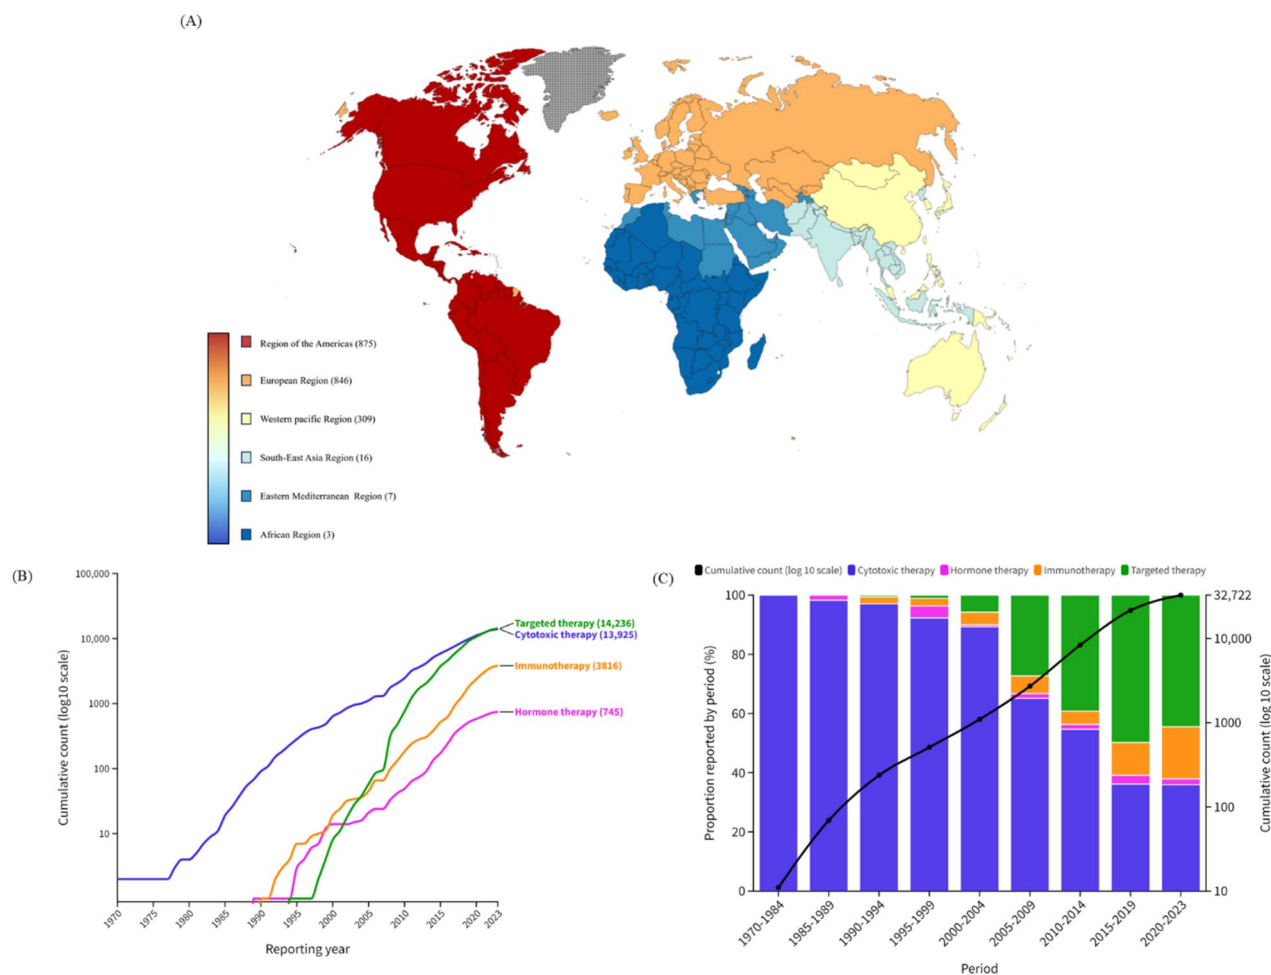 (A)
Region of the Americas (875)
European Region (846)
Western pacific Region (309)
South-East Asia Region (16)
Eastern Mediterranean Region (7)
African Region (3)
(B)
100,000
10,000
1000
100
10
Cumulative count (log10 scale)
Targeted therapy (14,236)
Cytotoxic therapy (13,925)
Immunotherapy (3816)
Hormone therapy (745)
1970
1975
1980
1985
1990
1995
2000
2005
2010
2015
2020
2023
Reporting year
(C)
Cumulative count (log 10 scale)
Cytotoxic therapy
Hormone therapy
Immunotherapy
Targeted therapy
100
80
60
40
20
0
Proportion reported by period (%)
32,722
10,000
1000
100
10
Cumulative count (log 10 scale)
1970-1984
1985-1989
1990-1994
1995-1999
2000-2004
2005-2009
2010-2014
2015-2019
2020-2023
Period